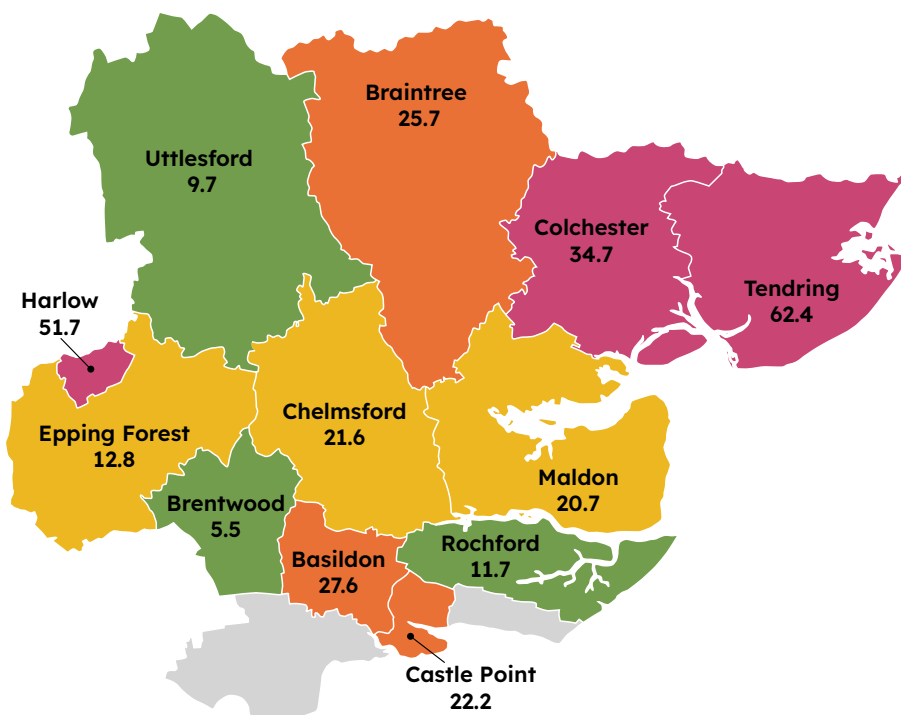 Braintree
25.7
Uttlesford
9.7
Colchester
34.7
Tendring
62.4
Harlow
51.7
Chelmsford
21.6
Epping Forest
12.8
Maldon
20.7
Brentwood
5.5
Rochford
11.7
Basildon
27.6
Castle Point
22.2